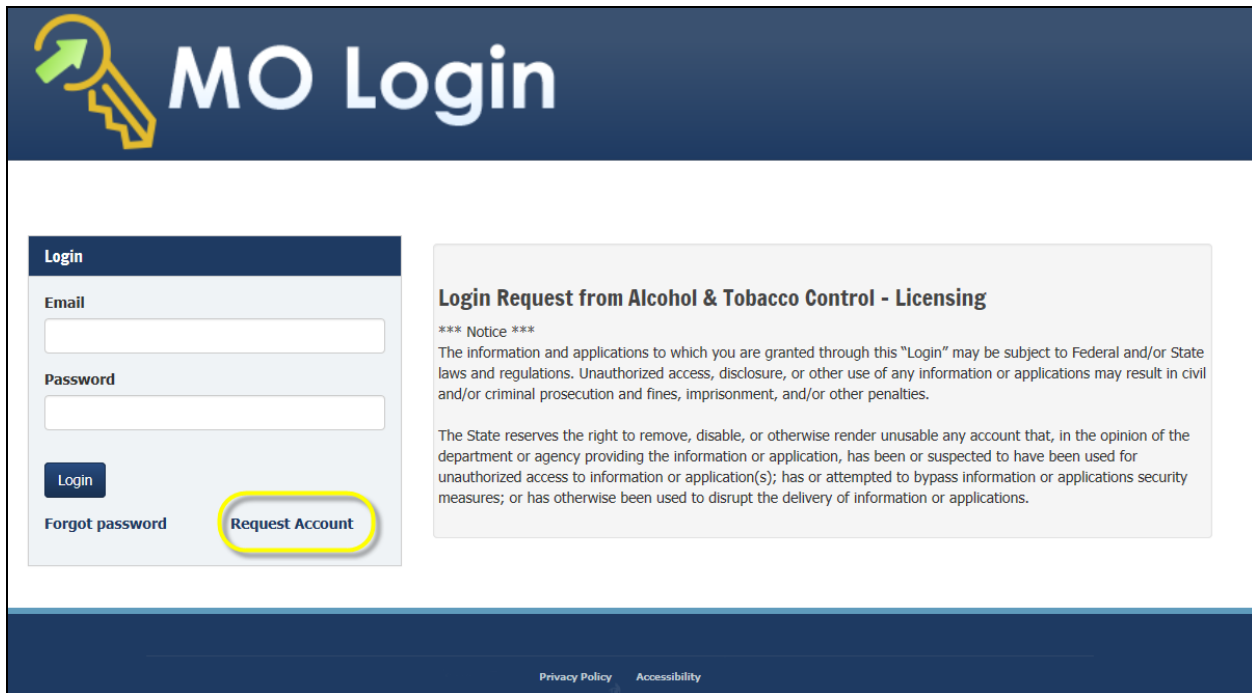 MO Login
Login
Email
Password
Login
Forgot password
Request Account
Login Request from Alcohol & Tobacco Control - Licensing
*** Notice ***
The information and applications to which you are granted through this “Login” may be subject to Federal and/or State
laws and regulations. Unauthorized access, disclosure, or other use of any information or applications may result in civil
and/or criminal prosecution and fines, imprisonment, and/or other penalties.
The State reserves the right to remove, disable, or otherwise render unusable any account that, in the opinion of the
department or agency providing the information or application, has been or suspected to have been used for
unauthorized access to information or application(s); has or attempted to bypass information or applications security
measures; or has otherwise been used to disrupt the delivery of information or applications.
Privacy Policy Accessibility